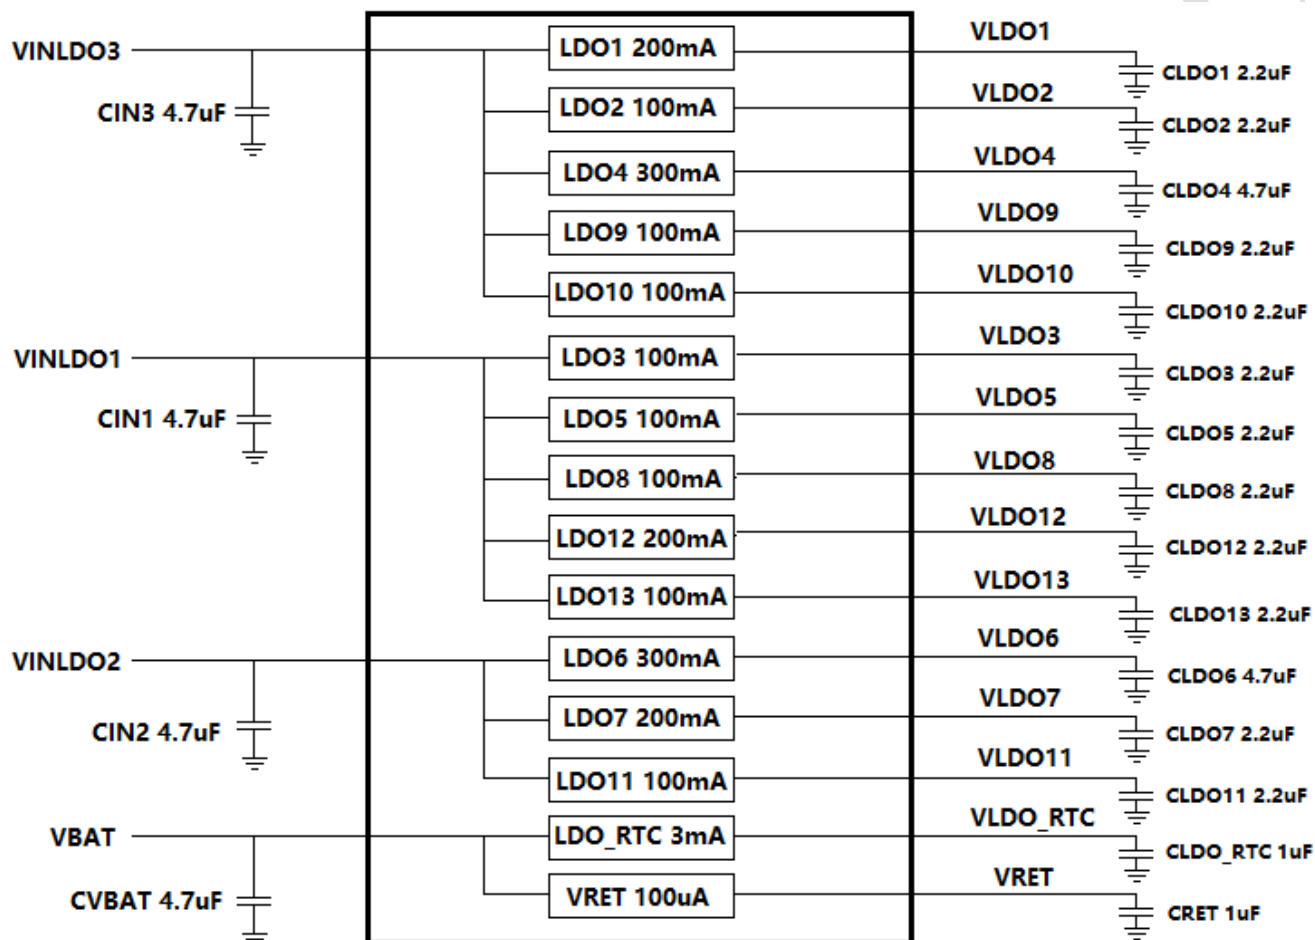 VINLDO3
CIN3 4.7uF
LDO1 200mA
VLDO1
CLDO1 2.2uF
LDO2 100mA
VLDO2
CLDO2 2.2uF
LDO4 300mA
VLDO4
CLDO4 4.7uF
LDO9 100mA
VLDO9
CLDO9 2.2uF
LDO10 100mA
VLDO10
CLDO10 2.2uF
VINLDO1
CIN1 4.7uF
LDO3 100mA
VLDO3
CLDO3 2.2uF
LDO5 100mA
VLDO5
CLDO5 2.2uF
LDO8 100mA
VLDO8
CLDO8 2.2uF
LDO12 200mA
VLDO12
CLDO12 2.2uF
LDO13 100mA
VLDO13
CLDO13 2.2uF
VINLDO2
CIN2 4.7uF
LDO6 300mA
VLDO6
CLDO6 4.7uF
LDO7 200mA
VLDO7
CLDO7 2.2uF
LDO11 100mA
VLDO11
CLDO11 2.2uF
VBAT
CVBAT 4.7uF
LDO_RTC 3mA
VLDO_RTC
CLDO_RTC 1uF
VRET 100uA
VRET
CRET 1uF